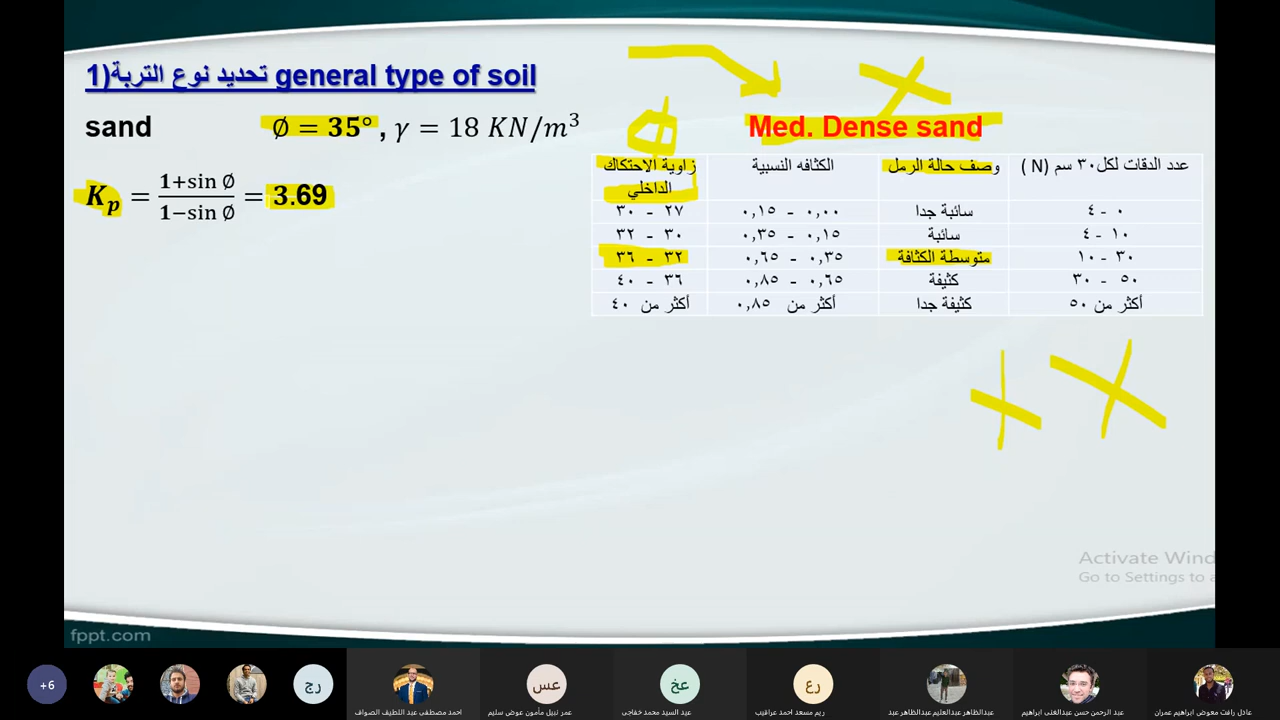 1)تحديد نوع التربة general type of soil
sand ∅ = 35° , γ = 18 KN/m³ Med. Dense sand
Kp = (1+sin ∅)/(1−sin ∅) = 3.69
عدد الدقات لكل ٣٠ سم (N) وصف حالة الرمل الكثافه النسبية زاوية الاحتكاك الداخلي
٠ - ٤ سائبة جدا ٠,٠٠ - ٠,١٥ ٢٧ - ٣٠
١٠ - ٤ سائبة ٠,١٥ - ٠,٣٥ ٣٠ - ٣٢
٣٠ - ١٠ متوسطة الكثافة ٠,٣٥ - ٠,٦٥ ٣٢ - ٣٦
٥٠ - ٣٠ كثيفة ٠,٦٥ - ٠,٨٥ ٣٦ - ٤٠
أكثر من ٥٠ كثيفة جدا أكثر من ٠,٨٥ أكثر من ٤٠
Activate Wind
Go to Settings to a
fppt.com
+6 رج عس عخ رع
احمد مصطفى عبد اللطيف الصواف عمر نبيل مأمون عوض سليم عبد السيد محمد خفاجى ريم مسعد احمد عراقيب عبدالظاهر عبدالعليم عبدالظاهر عبد عبد الرحمن حسن عبدالغنى ابراهيم عادل رافت معوض ابراهيم عمران